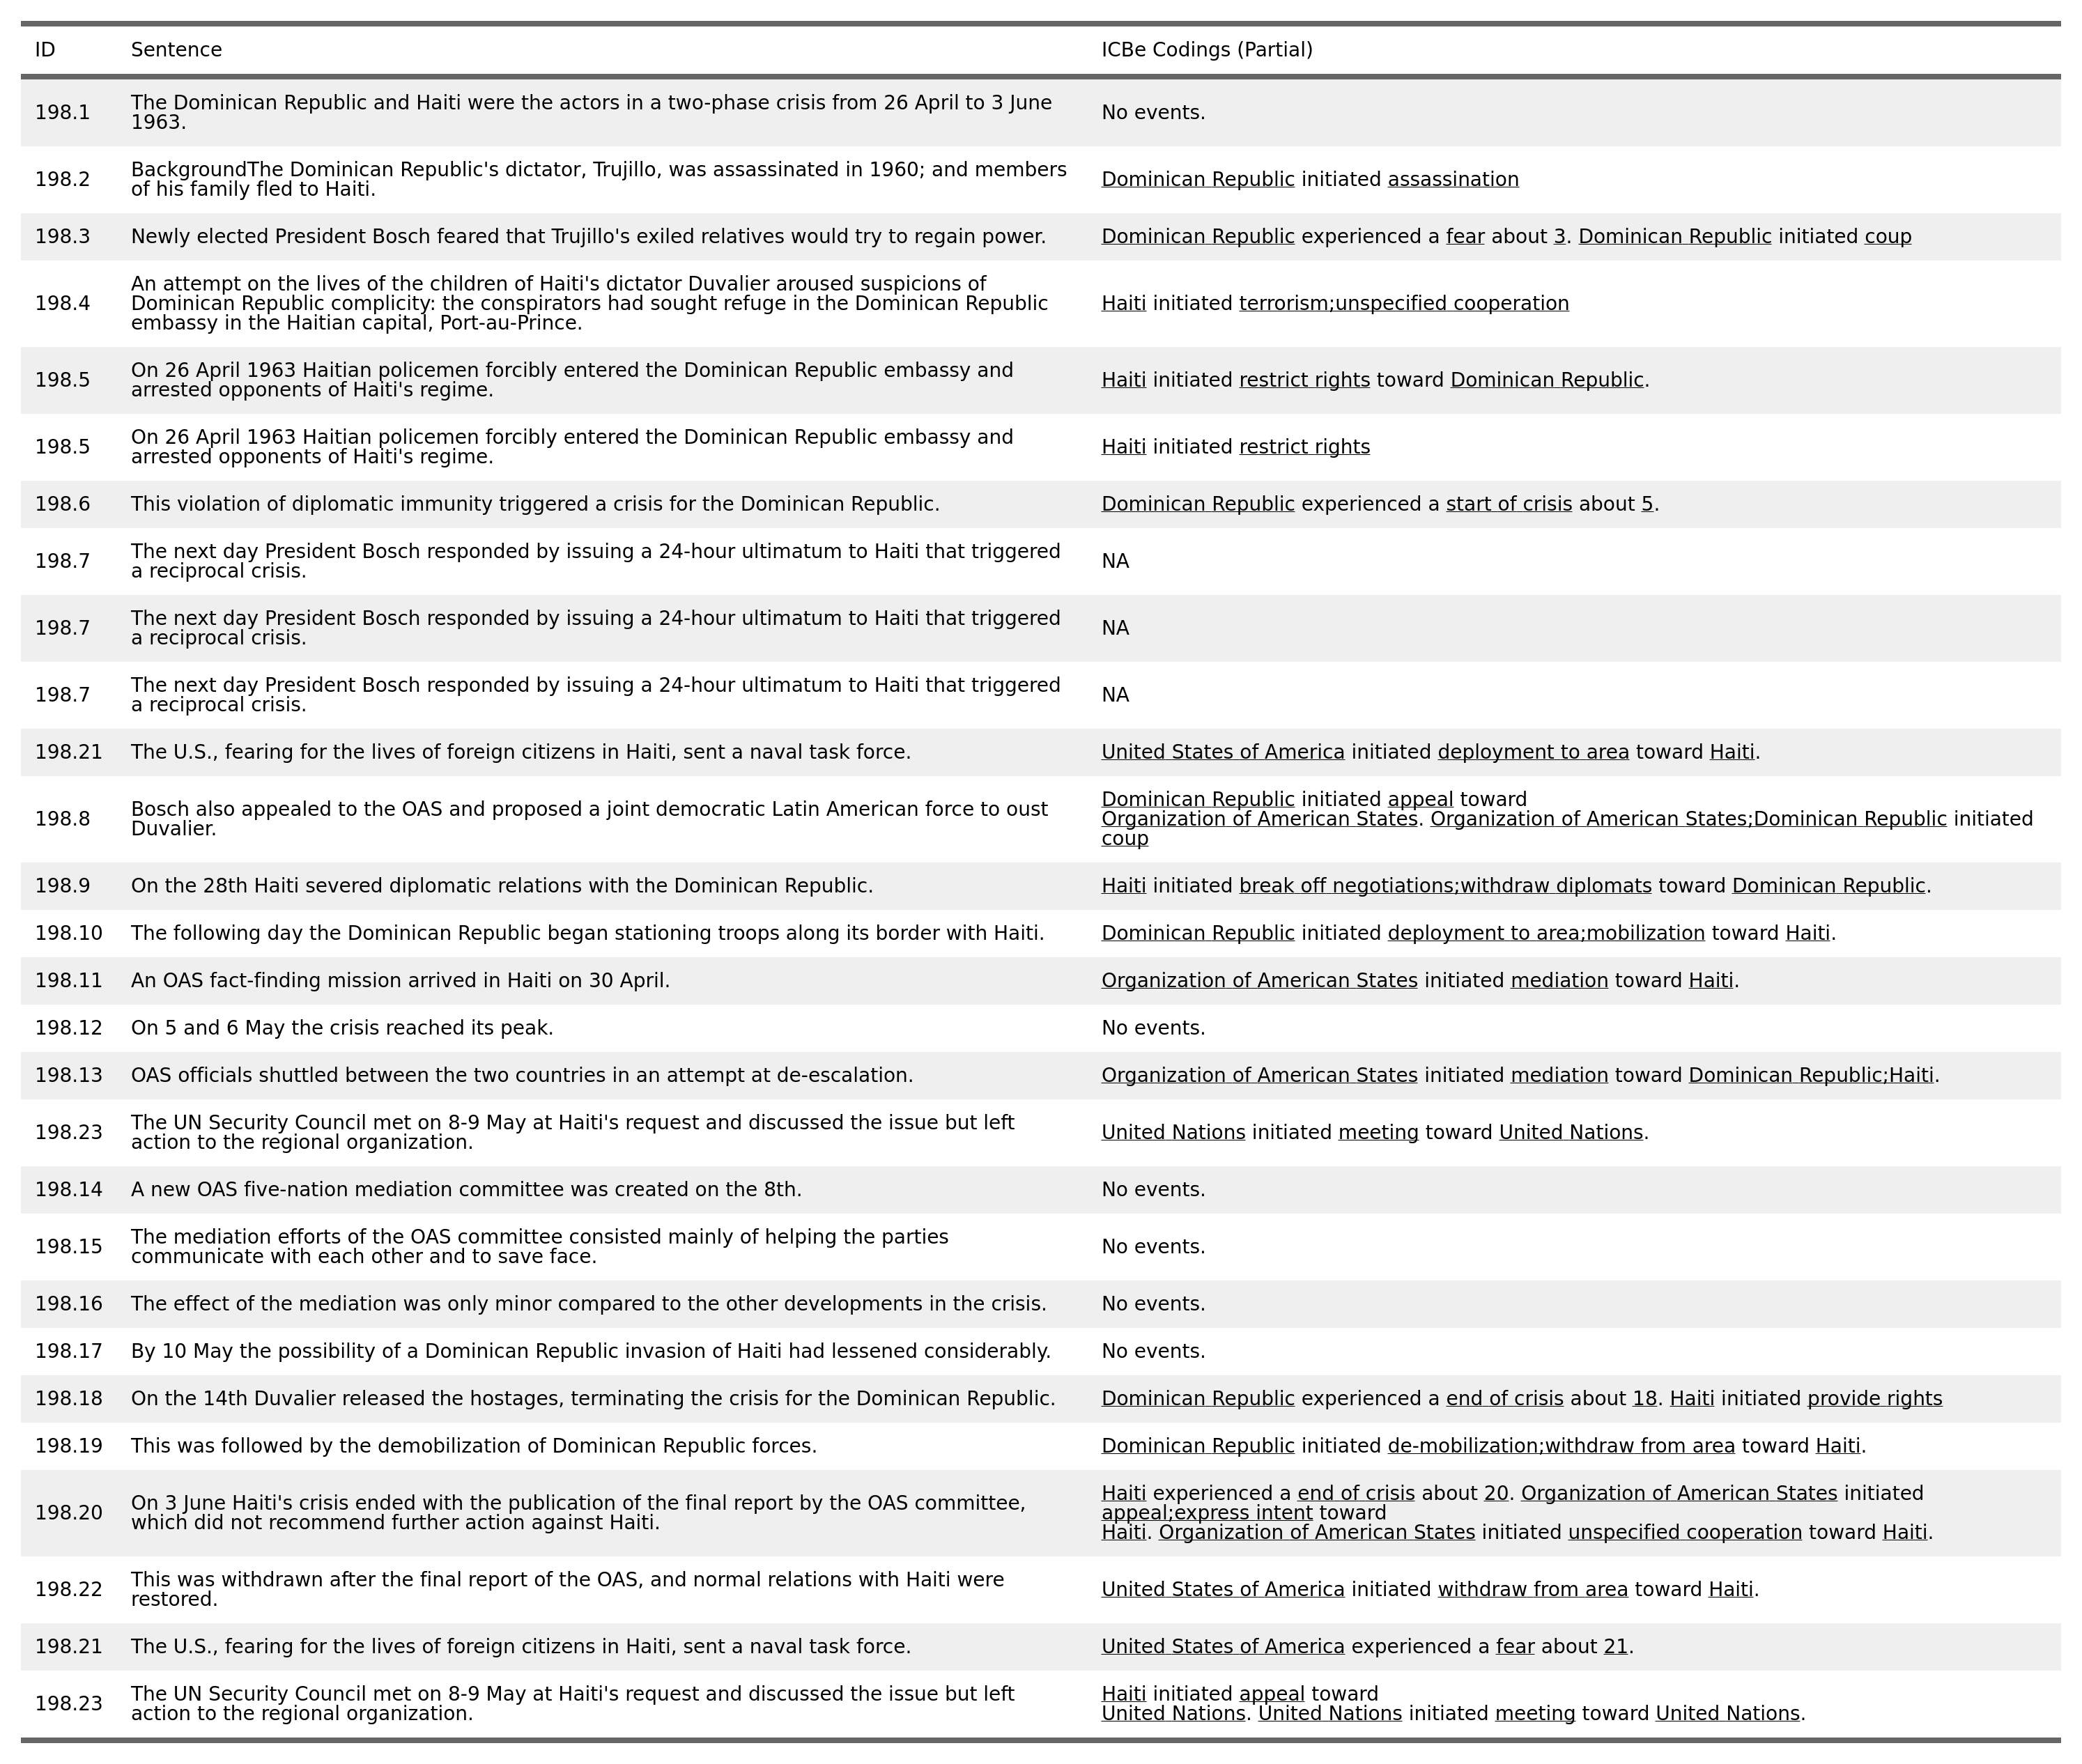 ID Sentence ICBe Codings (Partial)
198.1 The Dominican Republic and Haiti were the actors in a two-phase crisis from 26 April to 3 June
1963. No events.
198.2 BackgroundThe Dominican Republic's dictator, Trujillo, was assassinated in 1960; and members
of his family fled to Haiti. Dominican Republic initiated assassination
198.3 Newly elected President Bosch feared that Trujillo's exiled relatives would try to regain power. Dominican Republic experienced a fear about 3. Dominican Republic initiated coup
198.4 An attempt on the lives of the children of Haiti's dictator Duvalier aroused suspicions of
Dominican Republic complicity: the conspirators had sought refuge in the Dominican Republic
embassy in the Haitian capital, Port-au-Prince. Haiti initiated terrorism;unspecified cooperation
198.5 On 26 April 1963 Haitian policemen forcibly entered the Dominican Republic embassy and
arrested opponents of Haiti's regime. Haiti initiated restrict rights toward Dominican Republic.
198.5 On 26 April 1963 Haitian policemen forcibly entered the Dominican Republic embassy and
arrested opponents of Haiti's regime. Haiti initiated restrict rights
198.6 This violation of diplomatic immunity triggered a crisis for the Dominican Republic. Dominican Republic experienced a start of crisis about 5.
198.7 The next day President Bosch responded by issuing a 24-hour ultimatum to Haiti that triggered
a reciprocal crisis. NA
198.7 The next day President Bosch responded by issuing a 24-hour ultimatum to Haiti that triggered
a reciprocal crisis. NA
198.7 The next day President Bosch responded by issuing a 24-hour ultimatum to Haiti that triggered
a reciprocal crisis. NA
198.21 The U.S., fearing for the lives of foreign citizens in Haiti, sent a naval task force. United States of America initiated deployment to area toward Haiti.
198.8 Bosch also appealed to the OAS and proposed a joint democratic Latin American force to oust
Duvalier. Dominican Republic initiated appeal toward
Organization of American States. Organization of American States;Dominican Republic initiated
coup
198.9 On the 28th Haiti severed diplomatic relations with the Dominican Republic. Haiti initiated break off negotiations;withdraw diplomats toward Dominican Republic.
198.10 The following day the Dominican Republic began stationing troops along its border with Haiti. Dominican Republic initiated deployment to area;mobilization toward Haiti.
198.11 An OAS fact-finding mission arrived in Haiti on 30 April. Organization of American States initiated mediation toward Haiti.
198.12 On 5 and 6 May the crisis reached its peak. No events.
198.13 OAS officials shuttled between the two countries in an attempt at de-escalation. Organization of American States initiated mediation toward Dominican Republic;Haiti.
198.23 The UN Security Council met on 8-9 May at Haiti's request and discussed the issue but left
action to the regional organization. United Nations initiated meeting toward United Nations.
198.14 A new OAS five-nation mediation committee was created on the 8th. No events.
198.15 The mediation efforts of the OAS committee consisted mainly of helping the parties
communicate with each other and to save face. No events.
198.16 The effect of the mediation was only minor compared to the other developments in the crisis. No events.
198.17 By 10 May the possibility of a Dominican Republic invasion of Haiti had lessened considerably. No events.
198.18 On the 14th Duvalier released the hostages, terminating the crisis for the Dominican Republic. Dominican Republic experienced a end of crisis about 18. Haiti initiated provide rights
198.19 This was followed by the demobilization of Dominican Republic forces. Dominican Republic initiated de-mobilization;withdraw from area toward Haiti.
198.20 On 3 June Haiti's crisis ended with the publication of the final report by the OAS committee,
which did not recommend further action against Haiti. Haiti experienced a end of crisis about 20. Organization of American States initiated
appeal;express intent toward
Haiti. Organization of American States initiated unspecified cooperation toward Haiti.
198.22 This was withdrawn after the final report of the OAS, and normal relations with Haiti were
restored. United States of America initiated withdraw from area toward Haiti.
198.21 The U.S., fearing for the lives of foreign citizens in Haiti, sent a naval task force. United States of America experienced a fear about 21.
198.23 The UN Security Council met on 8-9 May at Haiti's request and discussed the issue but left
action to the regional organization. Haiti initiated appeal toward
United Nations. United Nations initiated meeting toward United Nations.